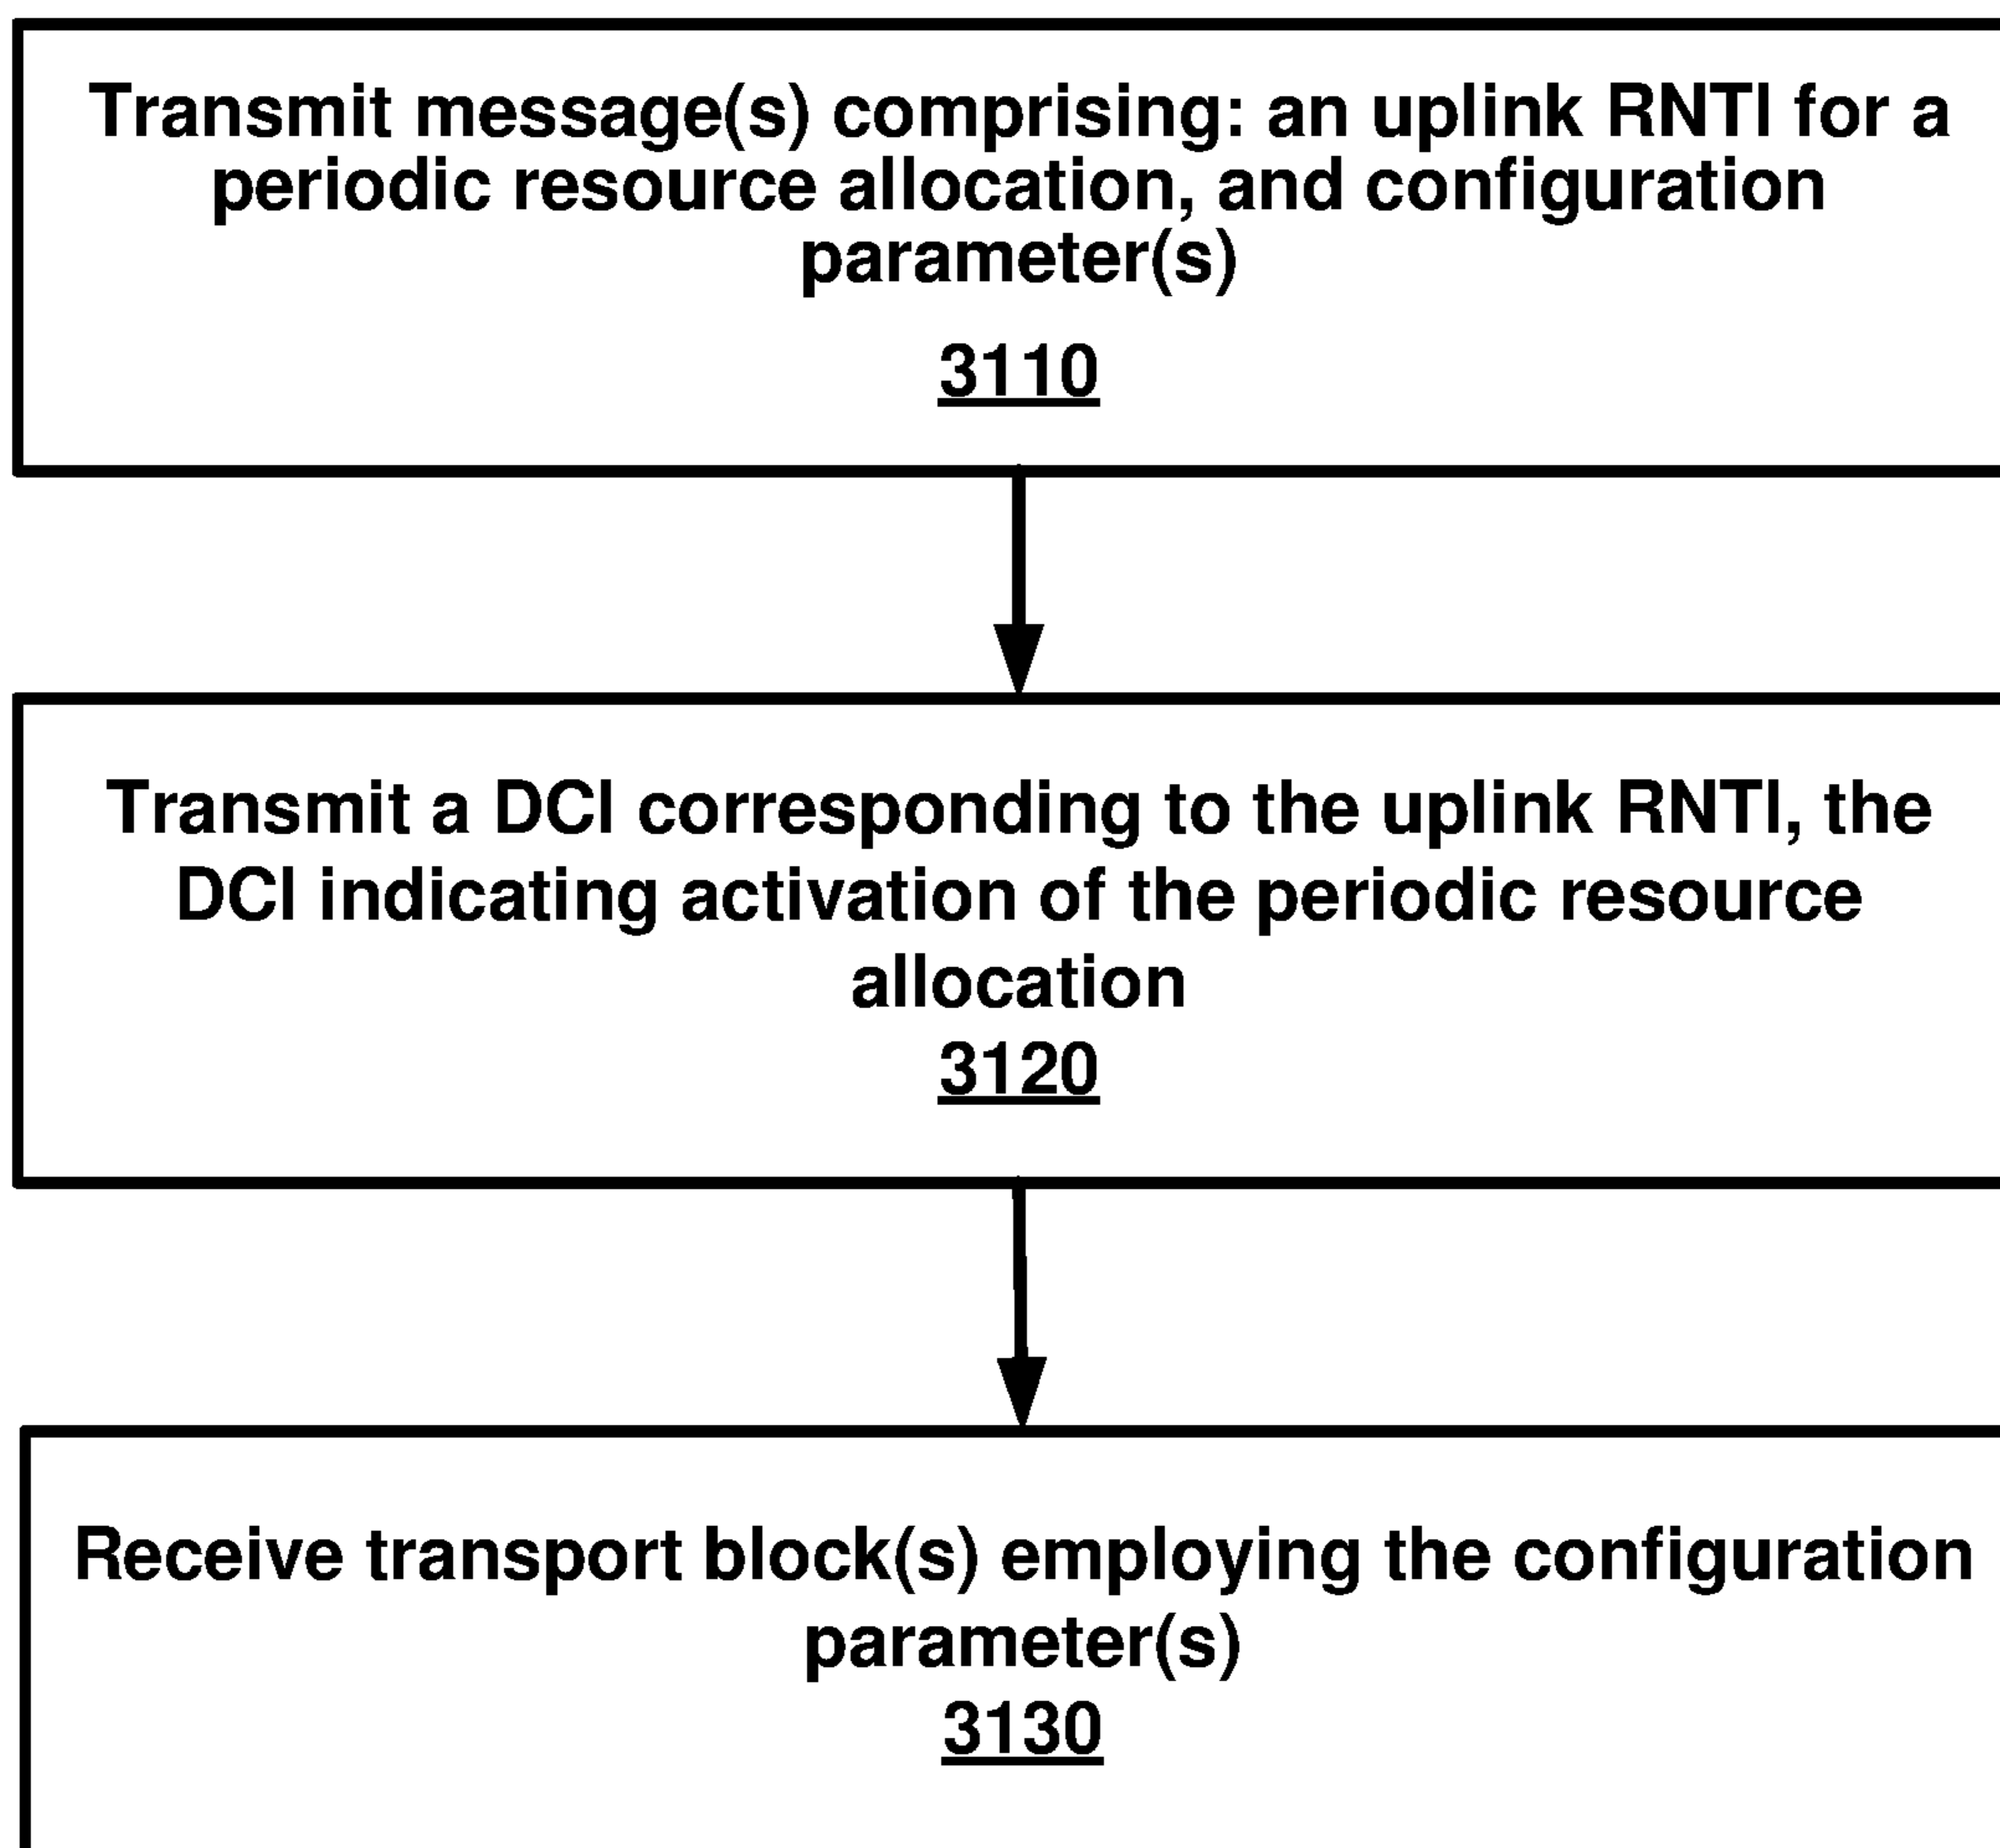 Transmit message(s) comprising: an uplink RNTI for a
periodic resource allocation, and configuration
parameter(s)
3110
Transmit a DCI corresponding to the uplink RNTI, the
DCI indicating activation of the periodic resource
allocation
3120
Receive transport block(s) employing the configuration
parameter(s)
3130